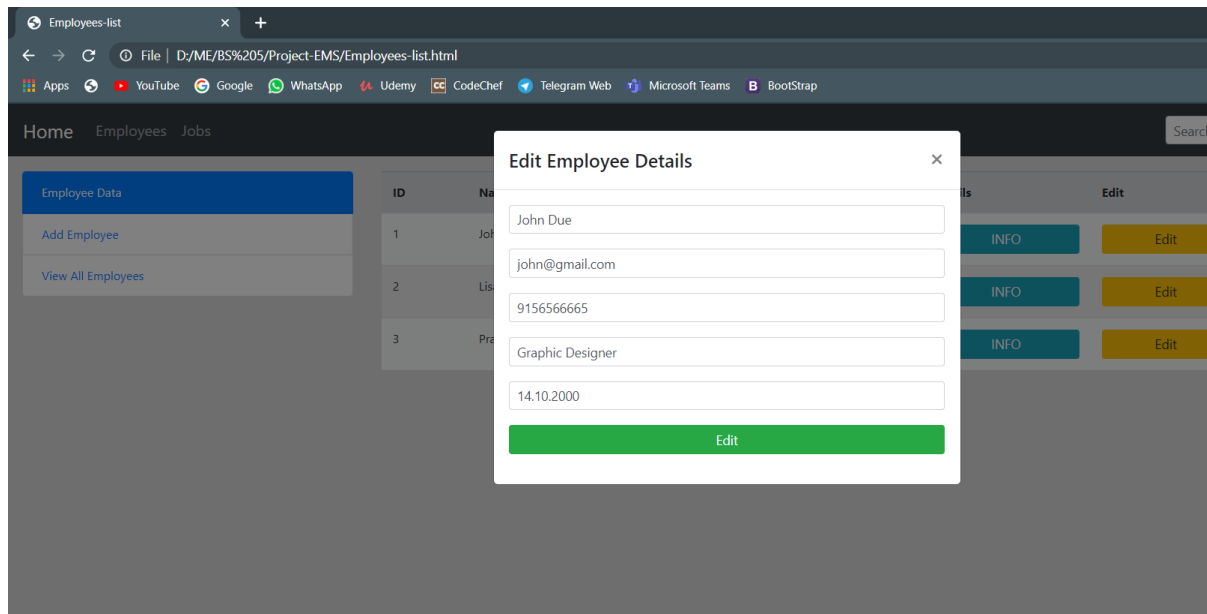 Employees-list
File | D:/ME/BS%205/Project-EMS/Employees-list.html
Apps YouTube Google WhatsApp Udemy CodeChef Telegram Web Microsoft Teams BootStrap
Home Employees Jobs
Edit Employee Details ×
Employee Data
Add Employee
View All Employees
ID Edit
1 INFO Edit
2 INFO Edit
3 INFO Edit
John Due
john@gmail.com
9156566665
Graphic Designer
14.10.2000
Edit